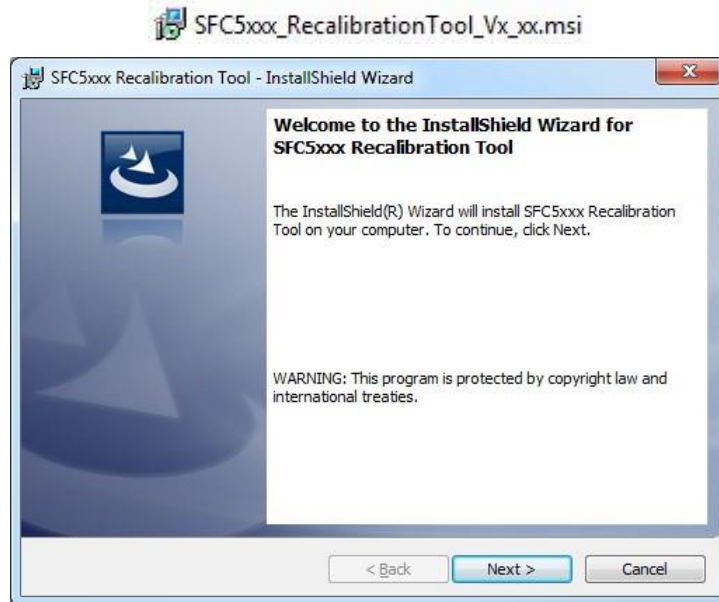 SFC5xxx_RecalibrationTool_Vx_xx.msi
SFC5xxx Recalibration Tool - InstallShield Wizard
Welcome to the InstallShield Wizard for
SFC5xxx Recalibration Tool
The InstallShield(R) Wizard will install SFC5xxx Recalibration
Tool on your computer. To continue, click Next.
WARNING: This program is protected by copyright law and
international treaties.
< Back
Next >
Cancel